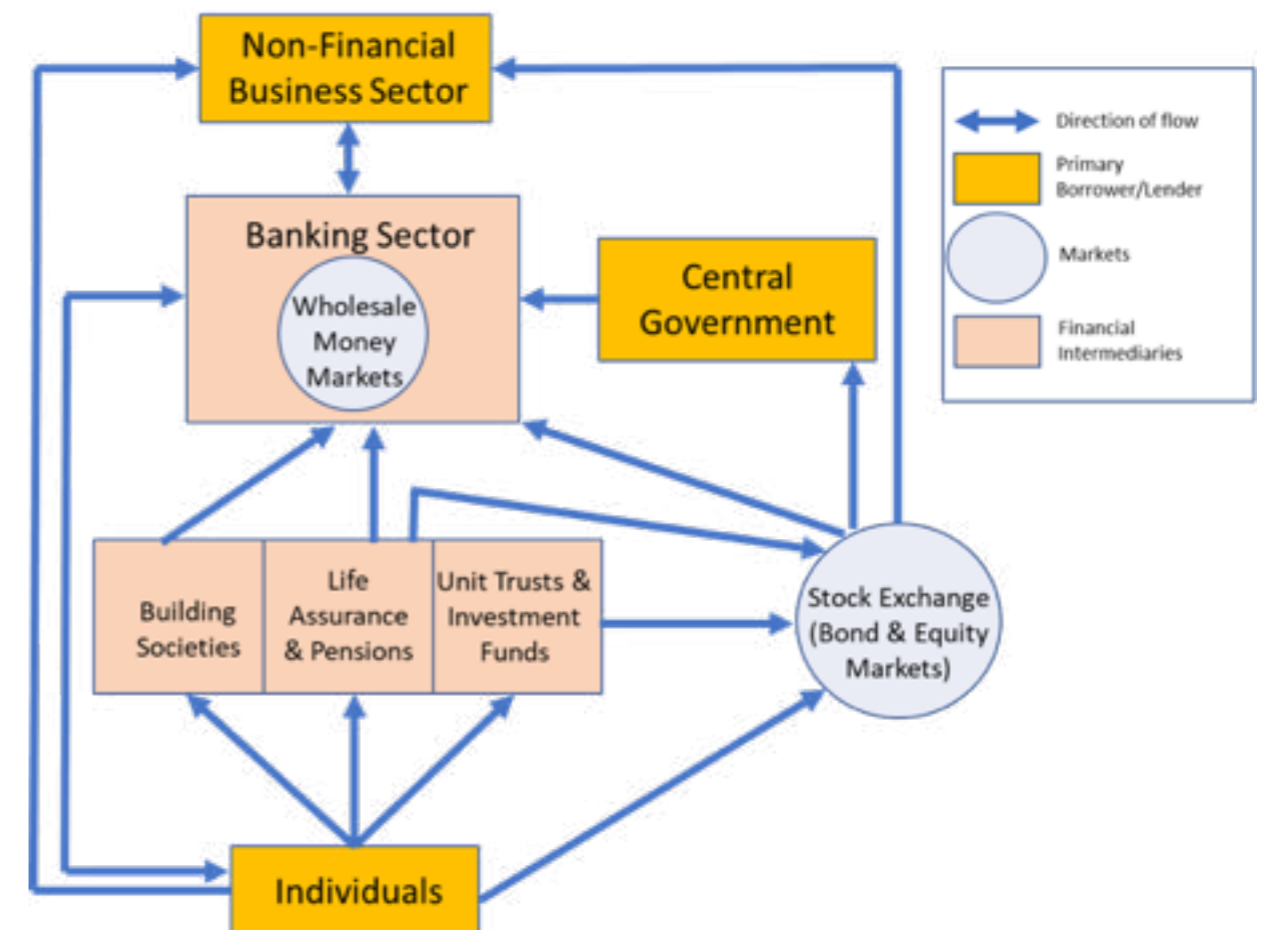 Non-Financial
Business Sector
Direction of flow
Primary
Borrower/Lender
Markets
Financial
Intermediaries
Banking Sector
Wholesale
Money
Markets
Central
Government
Building
Societies
Life
Assurance
& Pensions
Unit Trusts &
Investment
Funds
Stock Exchange
(Bond & Equity
Markets)
Individuals